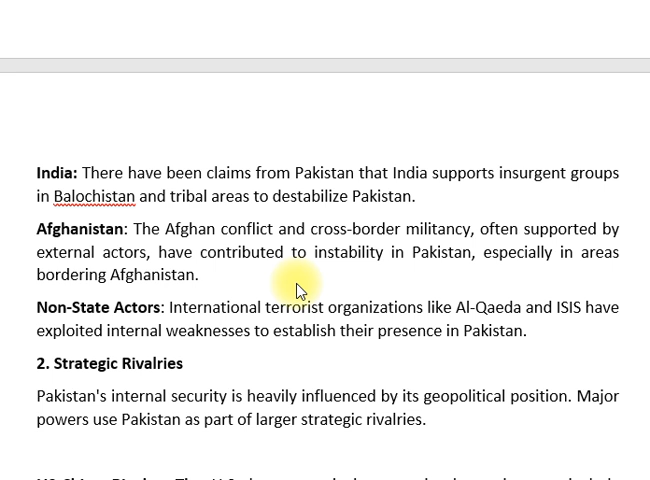 India: There have been claims from Pakistan that India supports insurgent groups
in Balochistan and tribal areas to destabilize Pakistan.
Afghanistan: The Afghan conflict and cross-border militancy, often supported by
external actors, have contributed to instability in Pakistan, especially in areas
bordering Afghanistan.
Non-State Actors: International terrorist organizations like Al-Qaeda and ISIS have
exploited internal weaknesses to establish their presence in Pakistan.
2. Strategic Rivalries
Pakistan's internal security is heavily influenced by its geopolitical position. Major
powers use Pakistan as part of larger strategic rivalries.